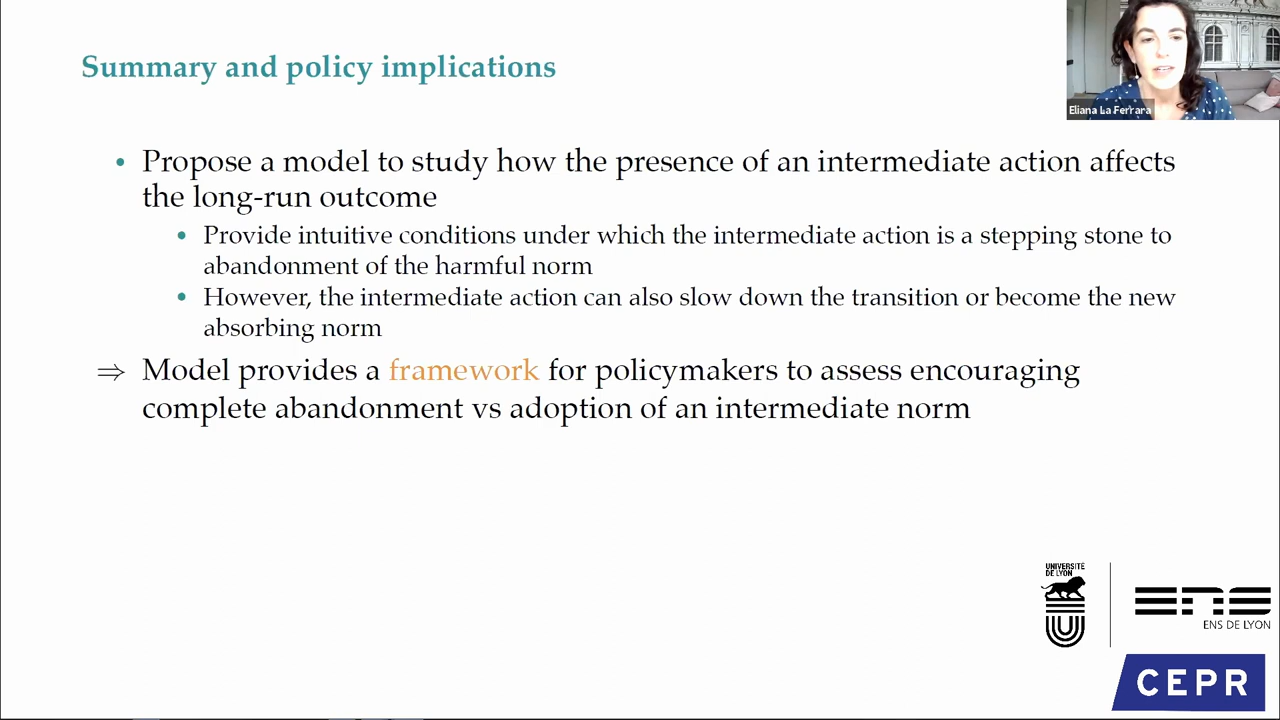 Summary and policy implications
Eliana La Ferrara
• Propose a model to study how the presence of an intermediate action affects
the long-run outcome
• Provide intuitive conditions under which the intermediate action is a stepping stone to
abandonment of the harmful norm
• However, the intermediate action can also slow down the transition or become the new
absorbing norm
⇒ Model provides a framework for policymakers to assess encouraging
complete abandonment vs adoption of an intermediate norm
UNIVERSITE
DE LYON
ENS
ENS DE LYON
CEPR